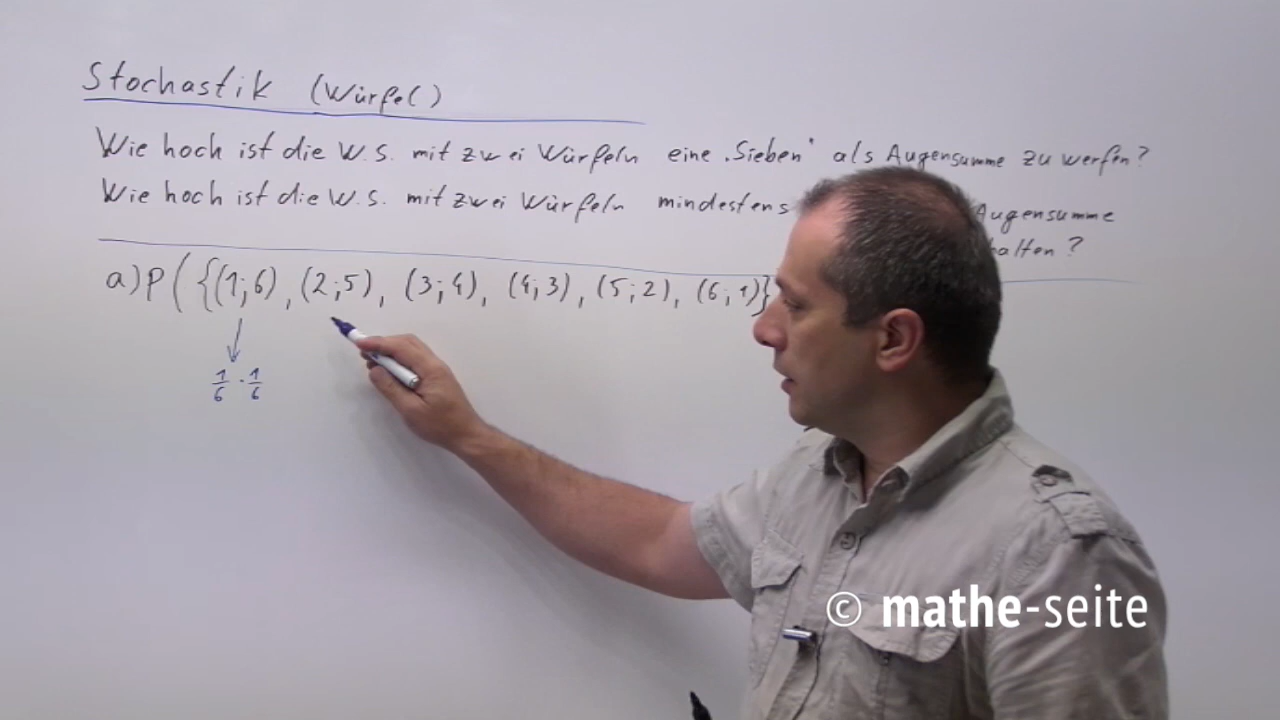 Stochastik (Würfel)
Wie hoch ist die W.S. mit zwei Würfeln eine „Sieben" als Augensumme zu werfen?
Wie hoch ist die W.S. mit zwei Würfeln mindestens Augensumme
halten?
a) P ( { (1;6) , (2;5) , (3;4) , (4;3) , (5;2) , (6;1) }
1/6 · 1/6
© mathe-seite